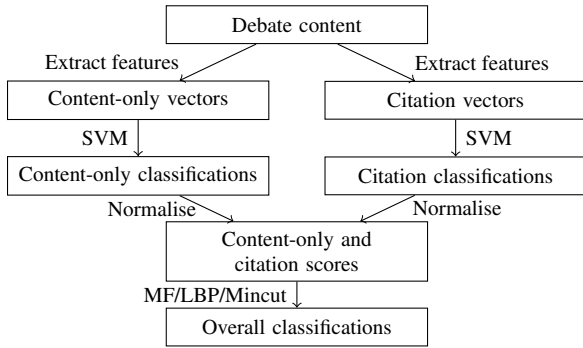 Debate content
Extract features
Extract features
Content-only vectors
Citation vectors
SVM
SVM
Content-only classifications
Citation classifications
Normalise
Normalise
Content-only and
citation scores
MF/LBP/Mincut
Overall classifications